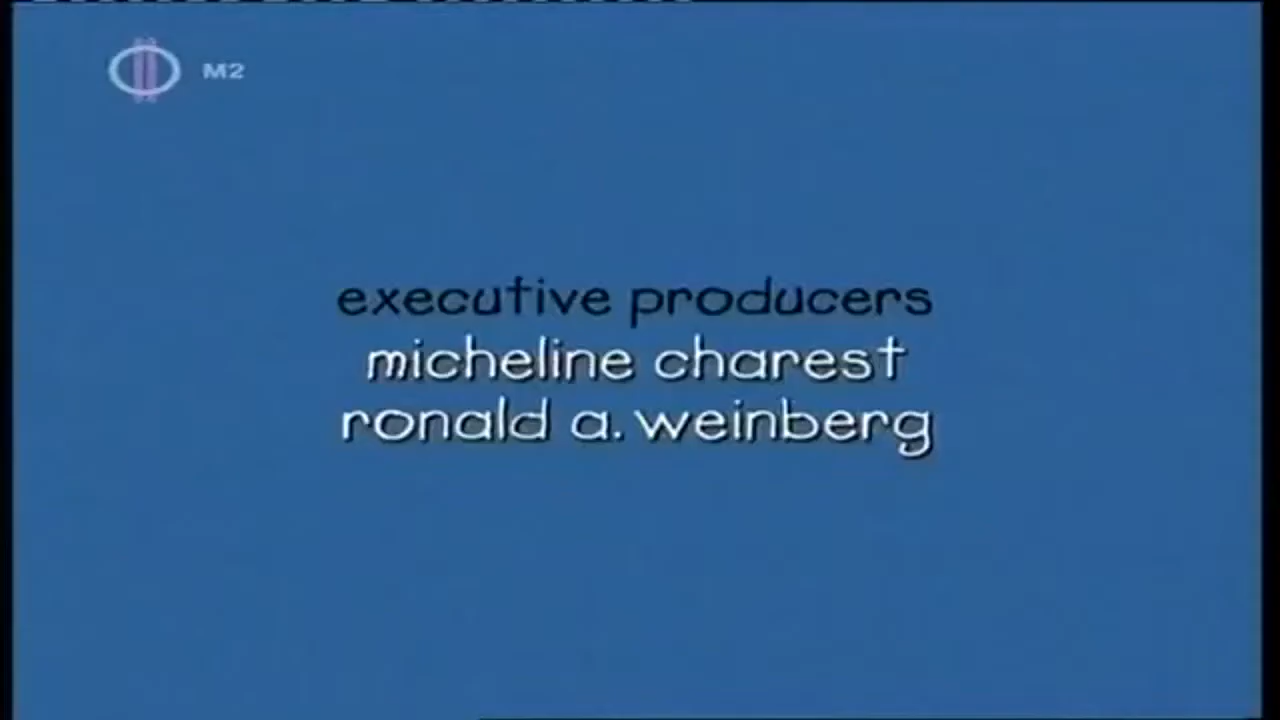 M2
executive producers
micheline charest
ronald a. weinberg